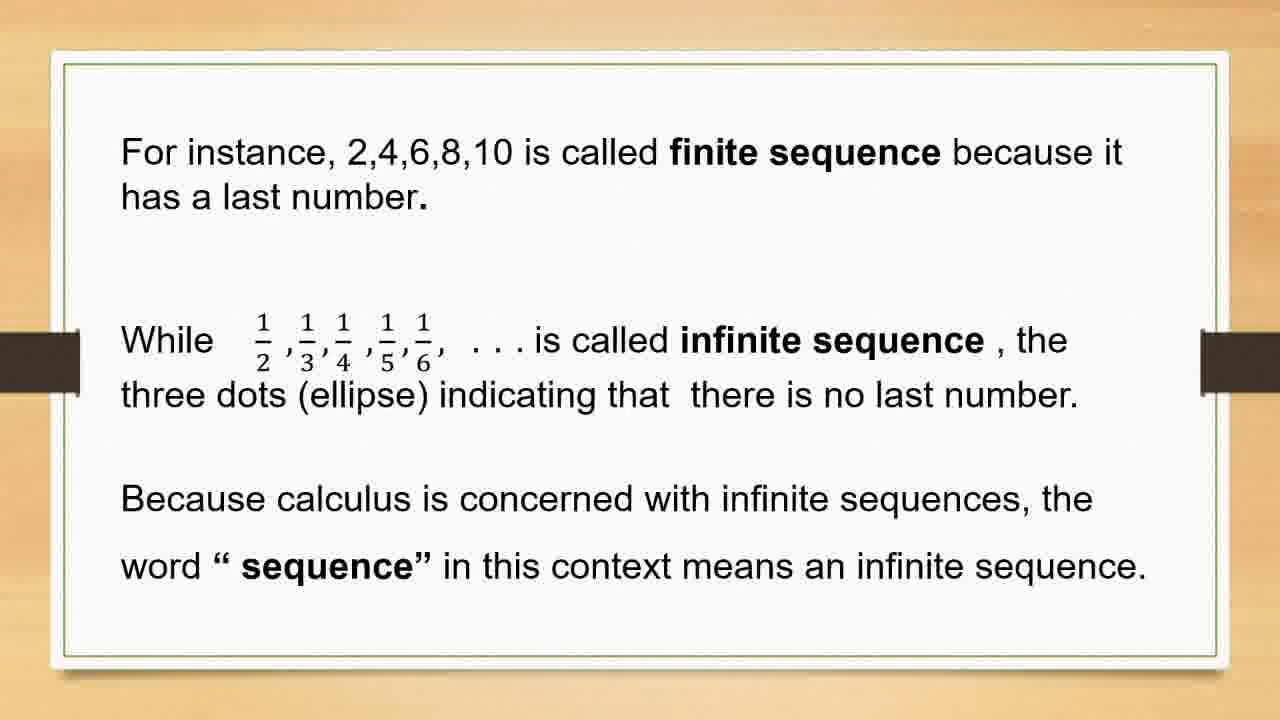 For instance, 2,4,6,8,10 is called finite sequence because it
has a last number.
While 1/2 ,1/3,1/4 ,1/5,1/6, . . . is called infinite sequence , the
three dots (ellipse) indicating that there is no last number.
Because calculus is concerned with infinite sequences, the
word “ sequence” in this context means an infinite sequence.